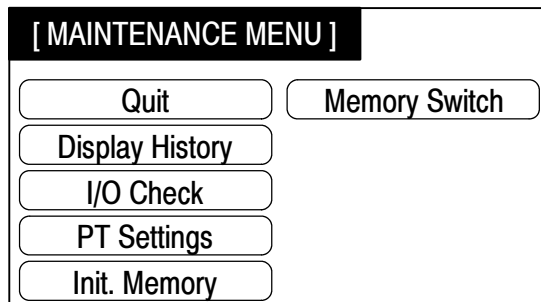 [ MAINTENANCE MENU ]
Quit
Memory Switch
Display History
I/O Check
PT Settings
Init. Memory